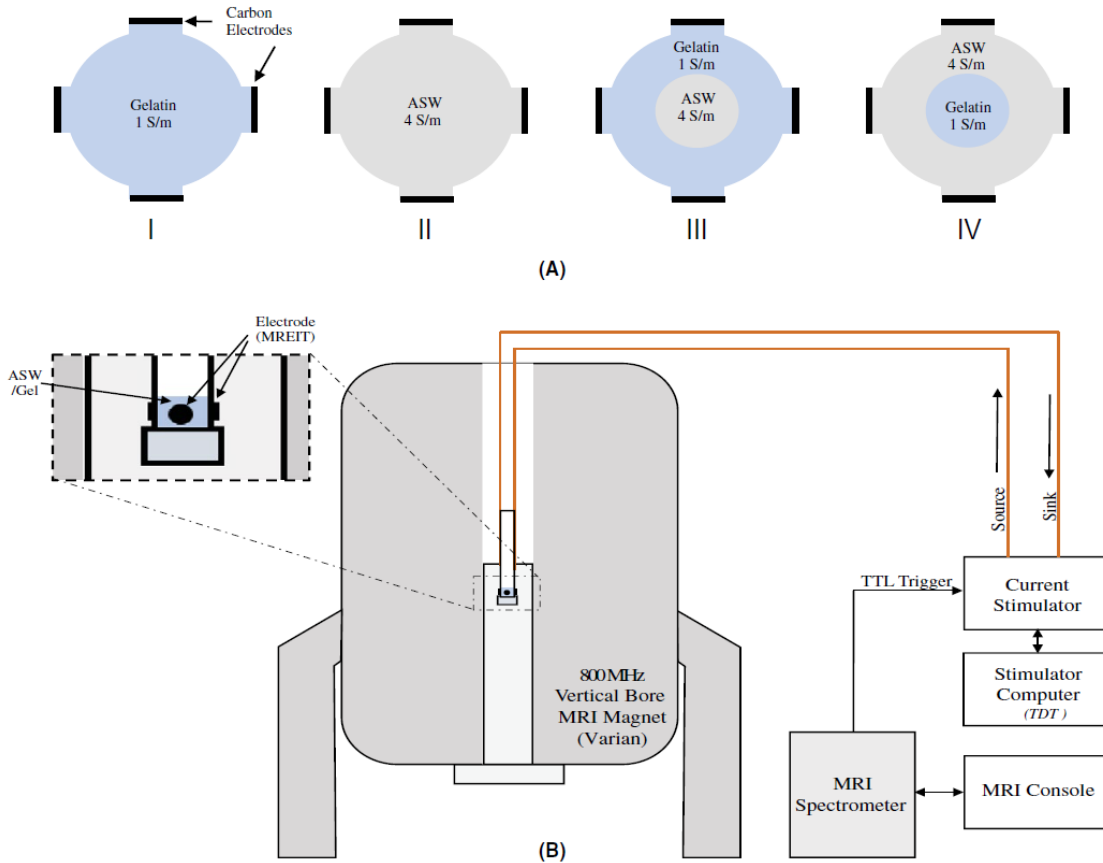 Carbon
Electrodes
Gelatin
1 S/m
ASW
4 S/m
Gelatin
1 S/m
ASW
4 S/m
ASW
4 S/m
Gelatin
1 S/m
I
II
III
IV
(A)
Electrode
(MREIT)
ASW
/Gel
Source
Sink
TTL Trigger
Current
Stimulator
Stimulator
Computer
(TDT )
800MHz
Vertical Bore
MRI Magnet
(Varian)
MRI
Spectrometer
MRI Console
(B)